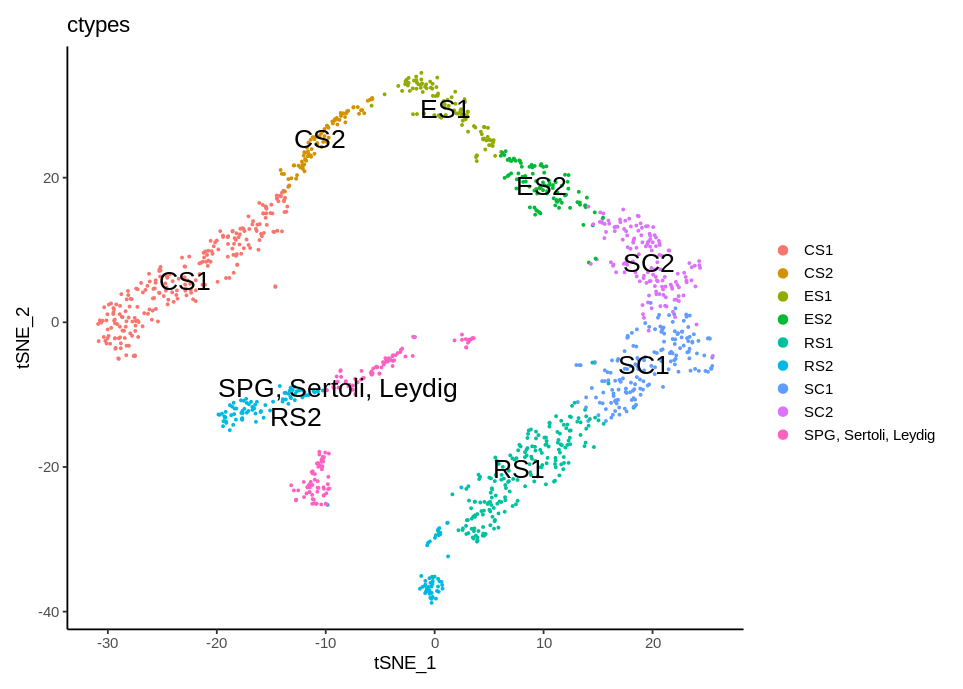 ctypes
ES1
CS2
ES2
SC2
CS1
SC1
SPG, Sertoli, Leydig
RS2
RS1
20
0
-20
-40
tSNE_2
-30
-20
-10
0
10
20
tSNE_1
CS1
CS2
ES1
ES2
RS1
RS2
SC1
SC2
SPG, Sertoli, Leydig